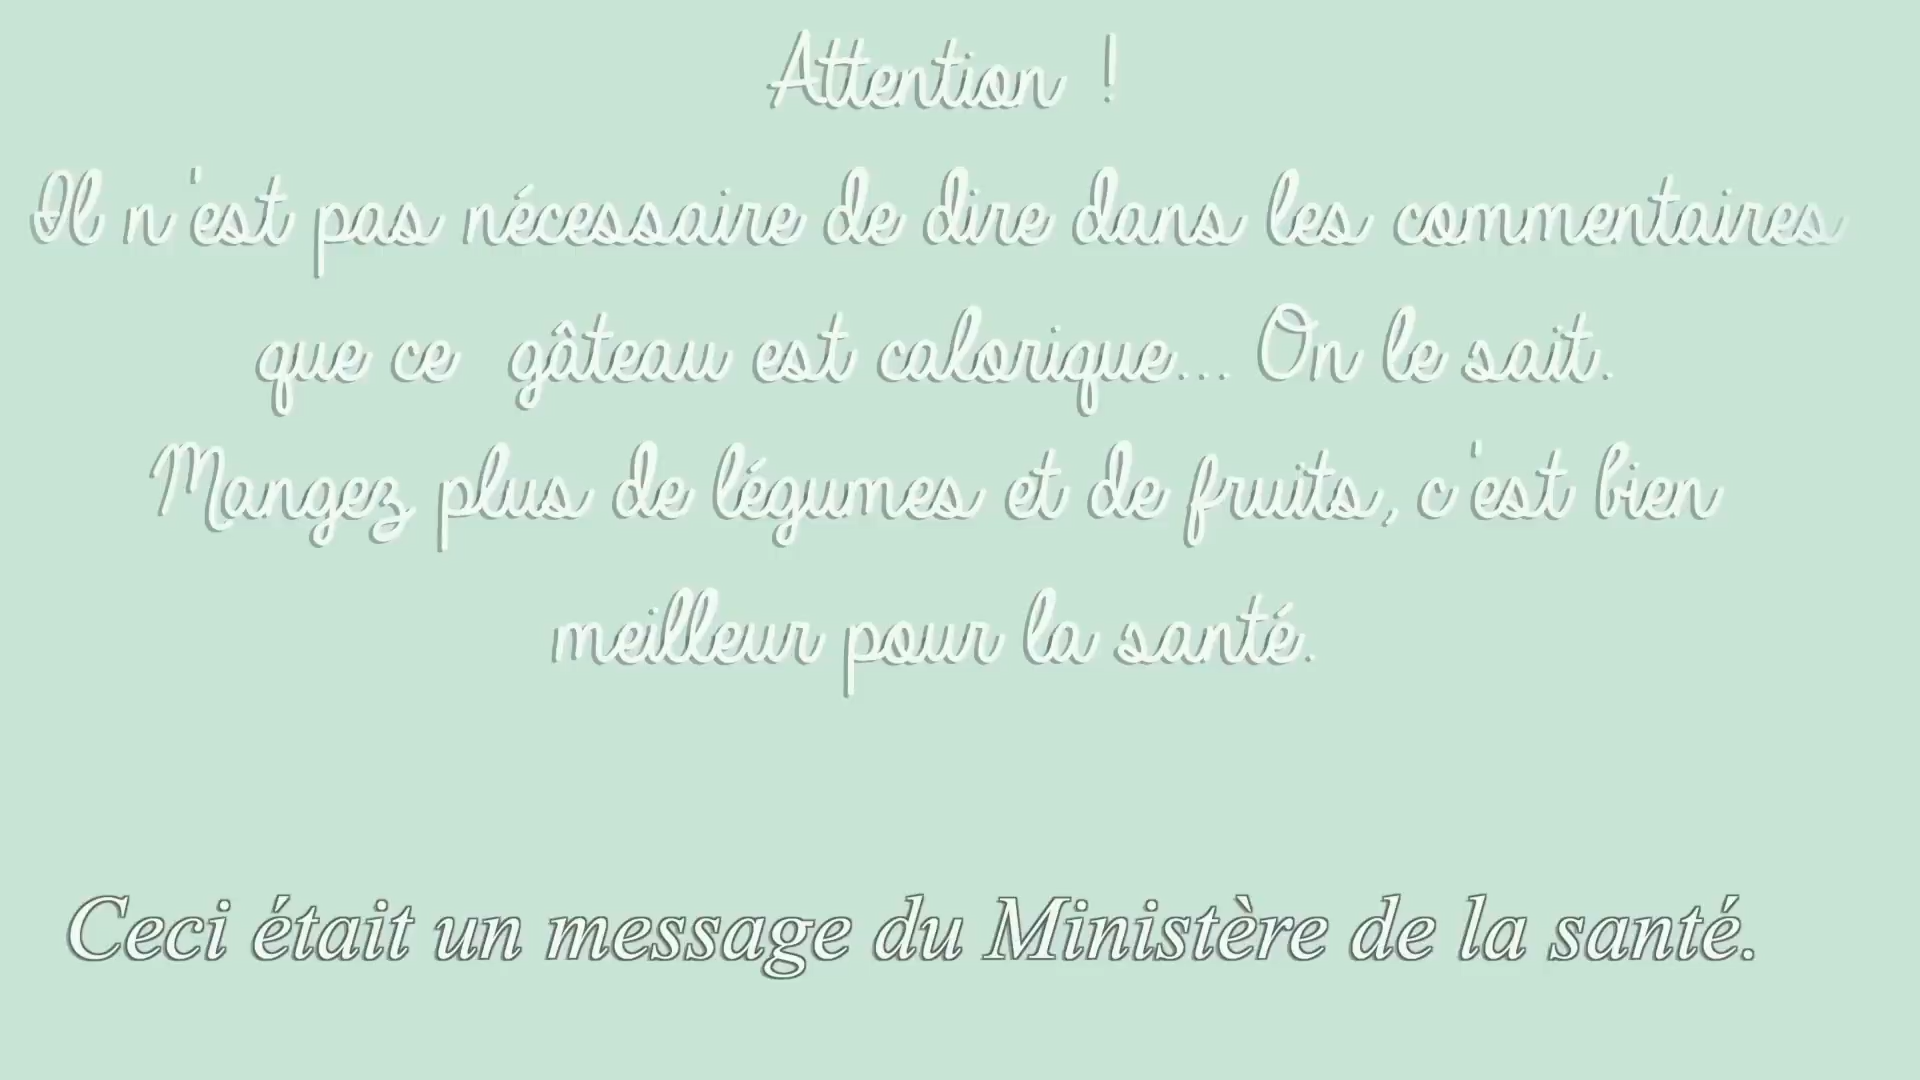 Attention !
Il n'est pas nécessaire de dire dans les commentaires
que ce gâteau est calorique... On le sait.
Mangez plus de légumes et de fruits, c'est bien
meilleur pour la santé.
Ceci était un message du Ministère de la santé.